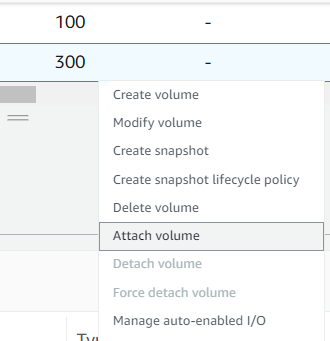 100 -
300 -
Create volume
Modify volume
Create snapshot
Create snapshot lifecycle policy
Delete volume
Attach volume
Detach volume
Force detach volume
Manage auto-enabled I/O